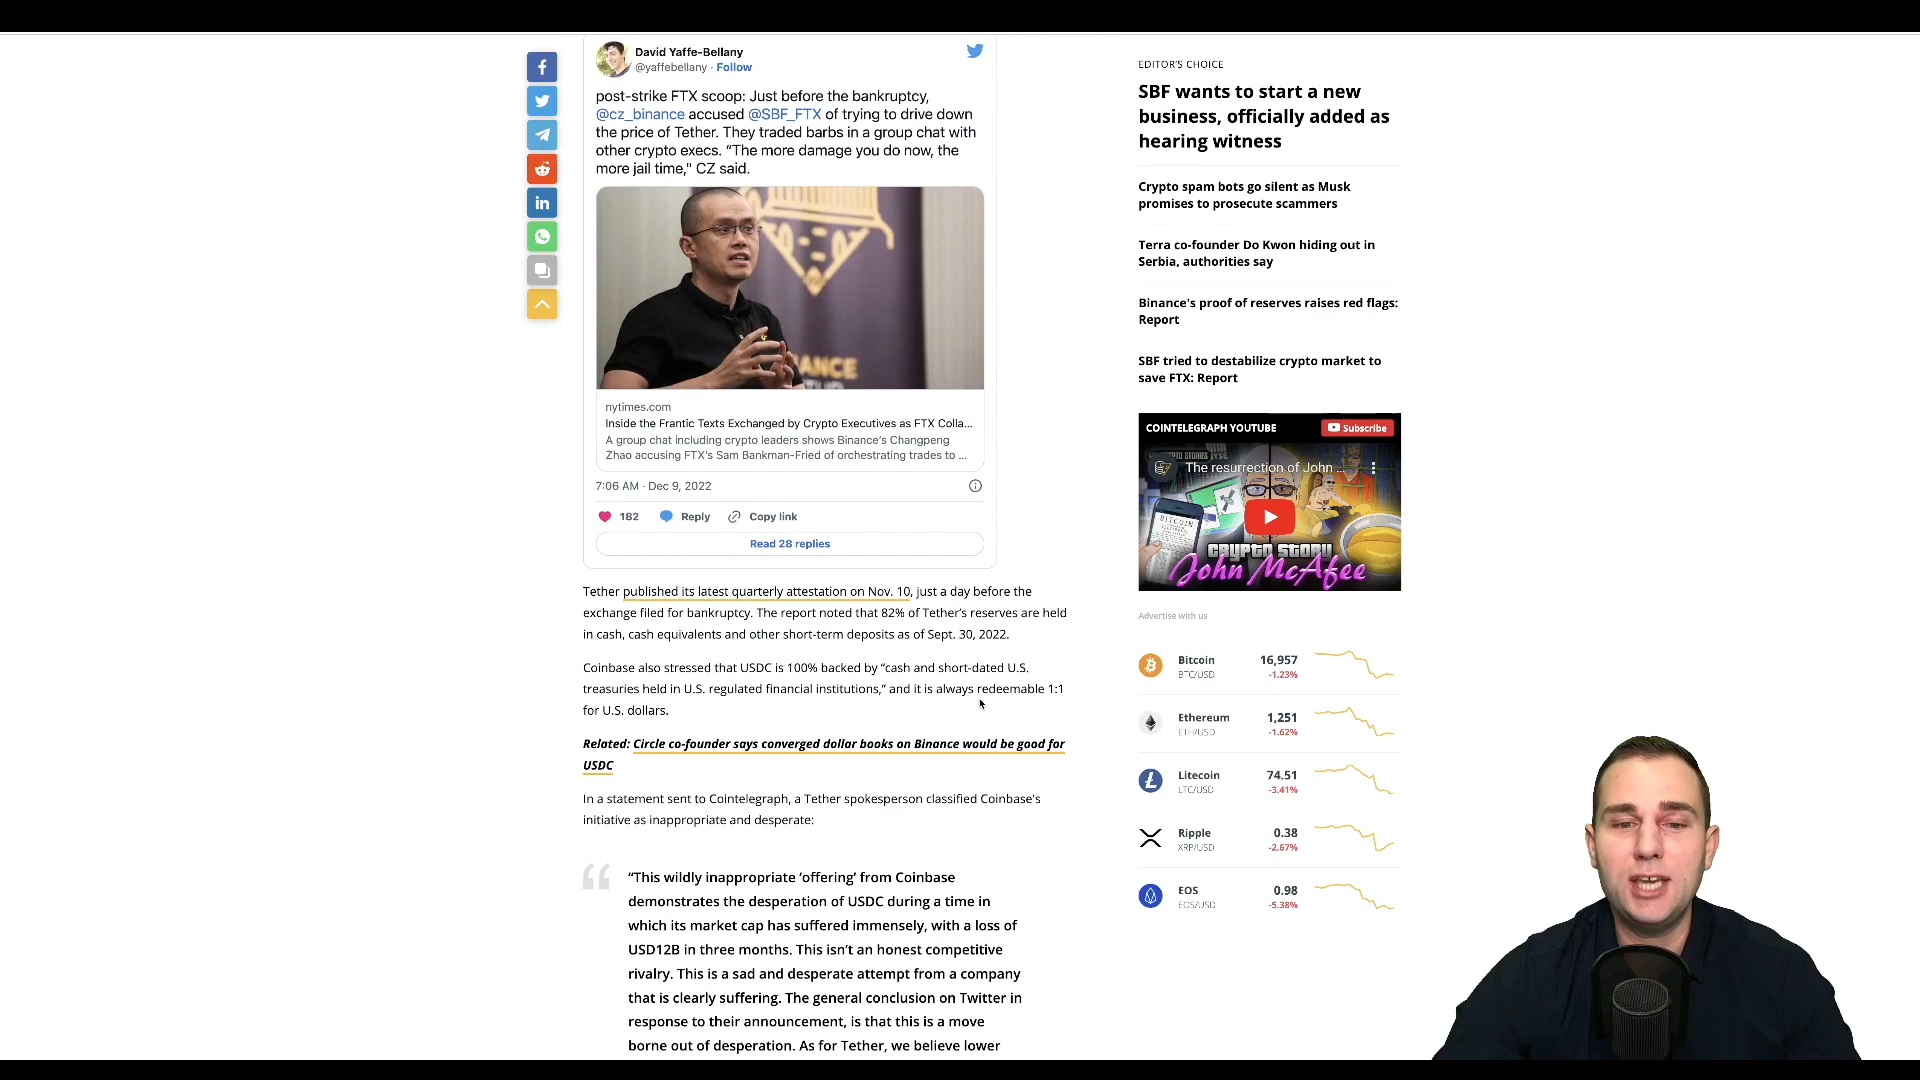 David Yaffe-Bellany
@yaffebellany · Follow
post-strike FTX scoop: Just before the bankruptcy,
@cz_binance accused @SBF_FTX of trying to drive down
the price of Tether. They traded barbs in a group chat with
other crypto execs. “The more damage you do now, the
more jail time," CZ said.
NANCE
nytimes.com
Inside the Frantic Texts Exchanged by Crypto Executives as FTX Colla...
A group chat including crypto leaders shows Binance’s Changpeng
Zhao accusing FTX’s Sam Bankman-Fried of orchestrating trades to ...
7:06 AM · Dec 9, 2022
182
Reply
Copy link
Read 28 replies
Tether published its latest quarterly attestation on Nov. 10, just a day before the
exchange filed for bankruptcy. The report noted that 82% of Tether’s reserves are held
in cash, cash equivalents and other short-term deposits as of Sept. 30, 2022.
Coinbase also stressed that USDC is 100% backed by “cash and short-dated U.S.
treasuries held in U.S. regulated financial institutions,” and it is always redeemable 1:1
for U.S. dollars.
Related: Circle co-founder says converged dollar books on Binance would be good for
USDC
In a statement sent to Cointelegraph, a Tether spokesperson classified Coinbase's
initiative as inappropriate and desperate:
“This wildly inappropriate ‘offering’ from Coinbase
demonstrates the desperation of USDC during a time in
which its market cap has suffered immensely, with a loss of
USD12B in three months. This isn’t an honest competitive
rivalry. This is a sad and desperate attempt from a company
that is clearly suffering. The general conclusion on Twitter in
response to their announcement, is that this is a move
borne out of desperation. As for Tether, we believe lower
EDITOR’S CHOICE
SBF wants to start a new
business, officially added as
hearing witness
Crypto spam bots go silent as Musk
promises to prosecute scammers
Terra co-founder Do Kwon hiding out in
Serbia, authorities say
Binance's proof of reserves raises red flags:
Report
SBF tried to destabilize crypto market to
save FTX: Report
COINTELEGRAPH YOUTUBE
Subscribe
The resurrection of John ...
BITCOIN
CRYPTO STORY
John McAfee
Advertise with us
Bitcoin 16,957
BTC/USD -1.23%
Ethereum 1,251
ETH/USD -1.62%
Litecoin 74.51
LTC/USD -3.41%
Ripple 0.38
XRP/USD -2.67%
EOS 0.98
EOS/USD -5.38%